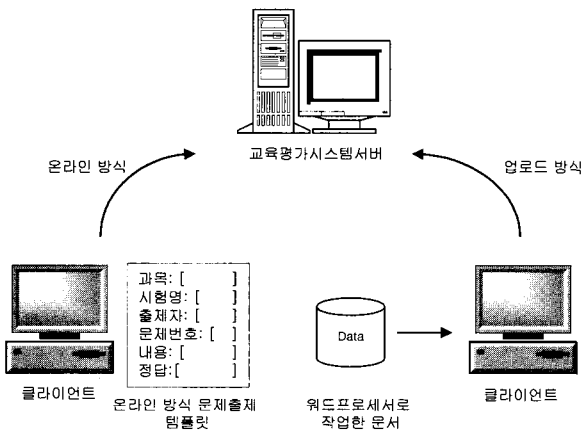 교육평가시스템서버
온라인 방식
업로드 방식
과목: [ ]
시험명: [ ]
출제자: [ ]
문제번호: [ ]
내용: [ ]
정답:[ ]
Data
클라이언트
온라인 방식 문제출제
템플릿
워드프로세서로
작업한 문서
클라이언트